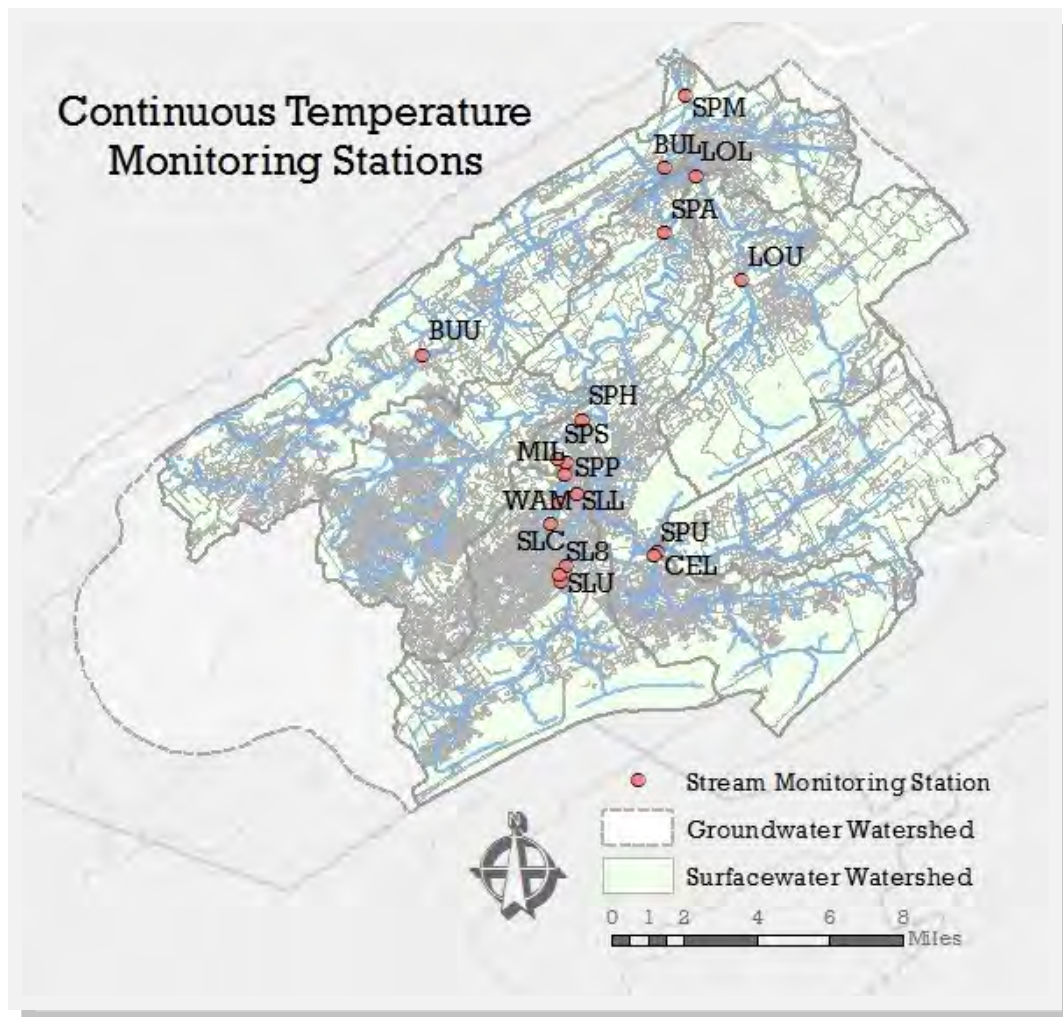 Continuous Temperature
Monitoring Stations
SPM
BUL
LOL
SPA
LOU
BUU
SPH
SPS
MIL
SPP
WAM
SLL
SPU
SLC
SL8
CEL
SLU
Stream Monitoring Station
N
Groundwater Watershed
Surfacewater Watershed
0 1 2 4 6 8
Miles